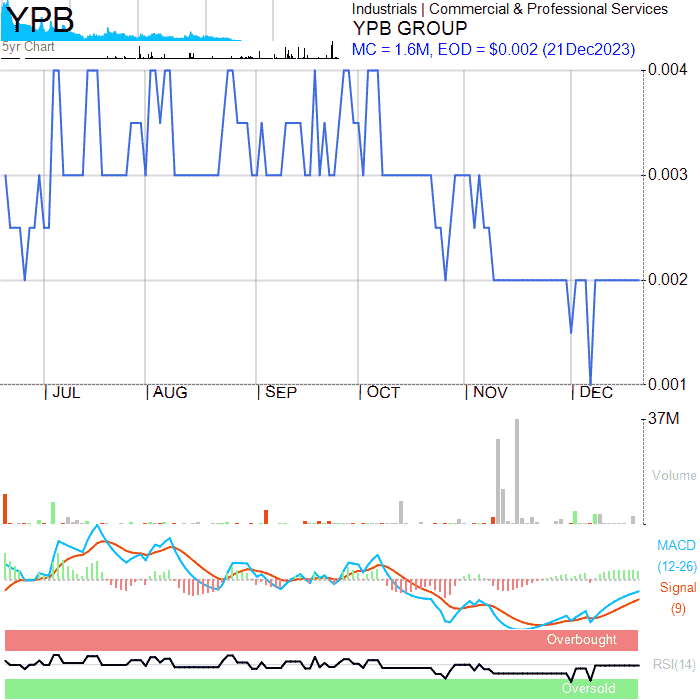 YPB
5yr Chart
Industrials | Commercial & Professional Services
YPB GROUP
MC = 1.6M, EOD = $0.002 (21Dec2023)
0.004
0.003
0.002
0.001
JUL AUG SEP OCT NOV DEC
37M
Volume
MACD
(12-26)
Signal
(9)
Overbought
RSI(14)
Oversold